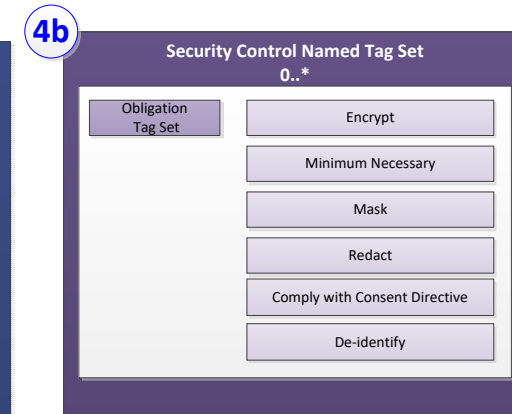 4b
Security Control Named Tag Set
0..*
Obligation
Tag Set
Encrypt
Minimum Necessary
Mask
Redact
Comply with Consent Directive
De-identify